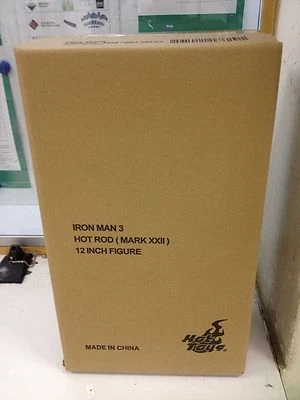 IRON MAN 3
HOT ROD ( MARK XXII )
12 INCH FIGURE
MADE IN CHINA
Hot
Toys